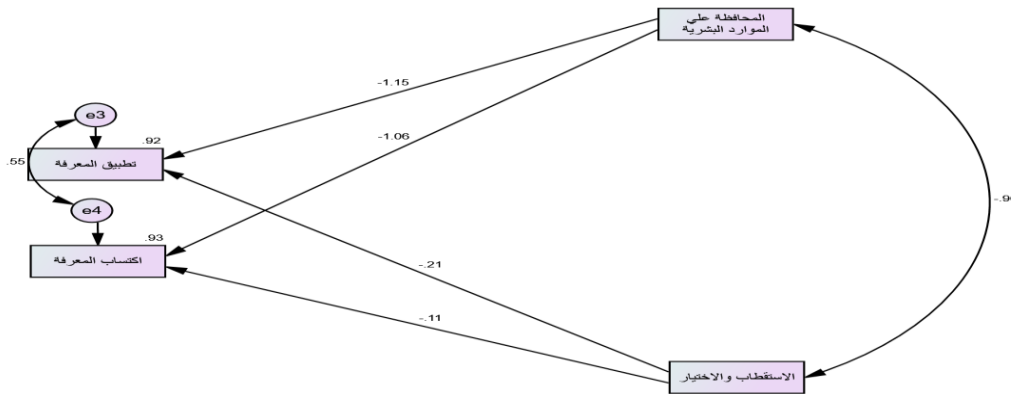 المحافظة علي
الموارد البشرية
-1.15
e3
.92
-1.06
.55
تطبيق المعرفة
e4
.93
اكتساب المعرفة
-.21
-.11
الاستقطاب والاختيار